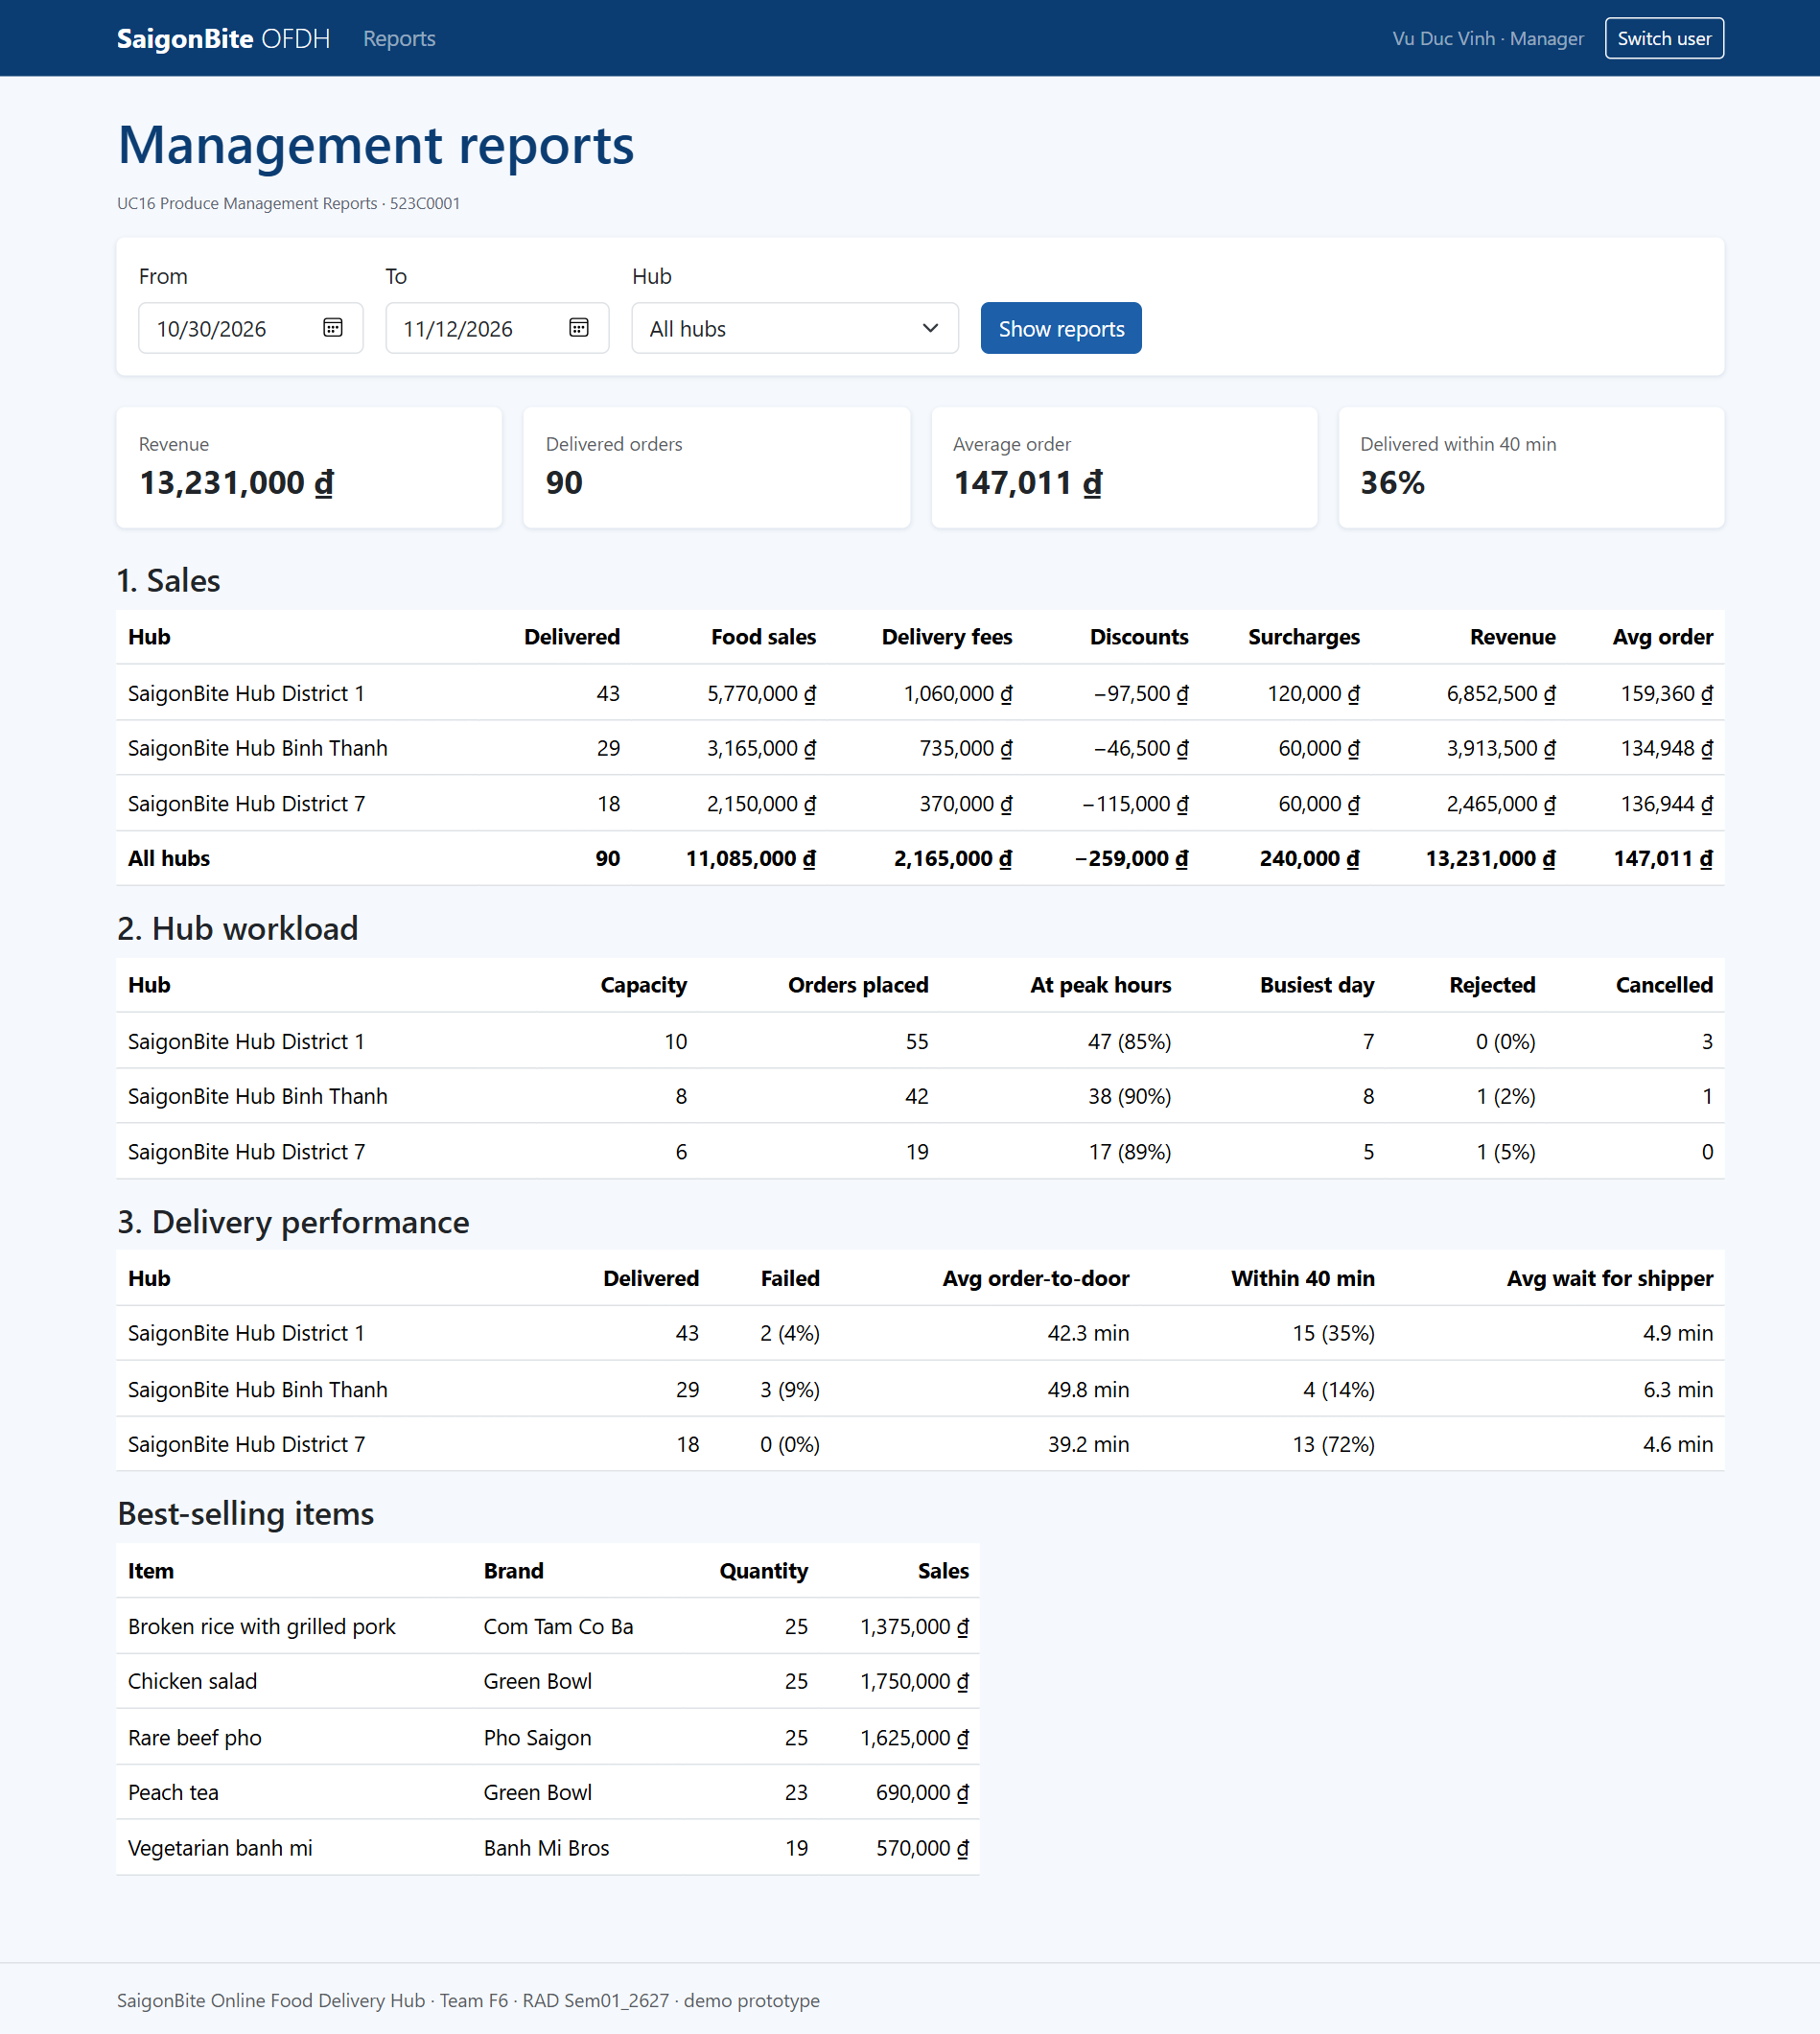 SaigonBite OFDH Reports Vu Duc Vinh · Manager Switch user
Management reports
UC16 Produce Management Reports · 523C0001
From To Hub
10/30/2026 11/12/2026 All hubs Show reports
Revenue Delivered orders Average order Delivered within 40 min
13,231,000 ₫ 90 147,011 ₫ 36%
1. Sales
Hub Delivered Food sales Delivery fees Discounts Surcharges Revenue Avg order
SaigonBite Hub District 1 43 5,770,000 ₫ 1,060,000 ₫ −97,500 ₫ 120,000 ₫ 6,852,500 ₫ 159,360 ₫
SaigonBite Hub Binh Thanh 29 3,165,000 ₫ 735,000 ₫ −46,500 ₫ 60,000 ₫ 3,913,500 ₫ 134,948 ₫
SaigonBite Hub District 7 18 2,150,000 ₫ 370,000 ₫ −115,000 ₫ 60,000 ₫ 2,465,000 ₫ 136,944 ₫
All hubs 90 11,085,000 ₫ 2,165,000 ₫ −259,000 ₫ 240,000 ₫ 13,231,000 ₫ 147,011 ₫
2. Hub workload
Hub Capacity Orders placed At peak hours Busiest day Rejected Cancelled
SaigonBite Hub District 1 10 55 47 (85%) 7 0 (0%) 3
SaigonBite Hub Binh Thanh 8 42 38 (90%) 8 1 (2%) 1
SaigonBite Hub District 7 6 19 17 (89%) 5 1 (5%) 0
3. Delivery performance
Hub Delivered Failed Avg order-to-door Within 40 min Avg wait for shipper
SaigonBite Hub District 1 43 2 (4%) 42.3 min 15 (35%) 4.9 min
SaigonBite Hub Binh Thanh 29 3 (9%) 49.8 min 4 (14%) 6.3 min
SaigonBite Hub District 7 18 0 (0%) 39.2 min 13 (72%) 4.6 min
Best-selling items
Item Brand Quantity Sales
Broken rice with grilled pork Com Tam Co Ba 25 1,375,000 ₫
Chicken salad Green Bowl 25 1,750,000 ₫
Rare beef pho Pho Saigon 25 1,625,000 ₫
Peach tea Green Bowl 23 690,000 ₫
Vegetarian banh mi Banh Mi Bros 19 570,000 ₫
SaigonBite Online Food Delivery Hub · Team F6 · RAD Sem01_2627 · demo prototype